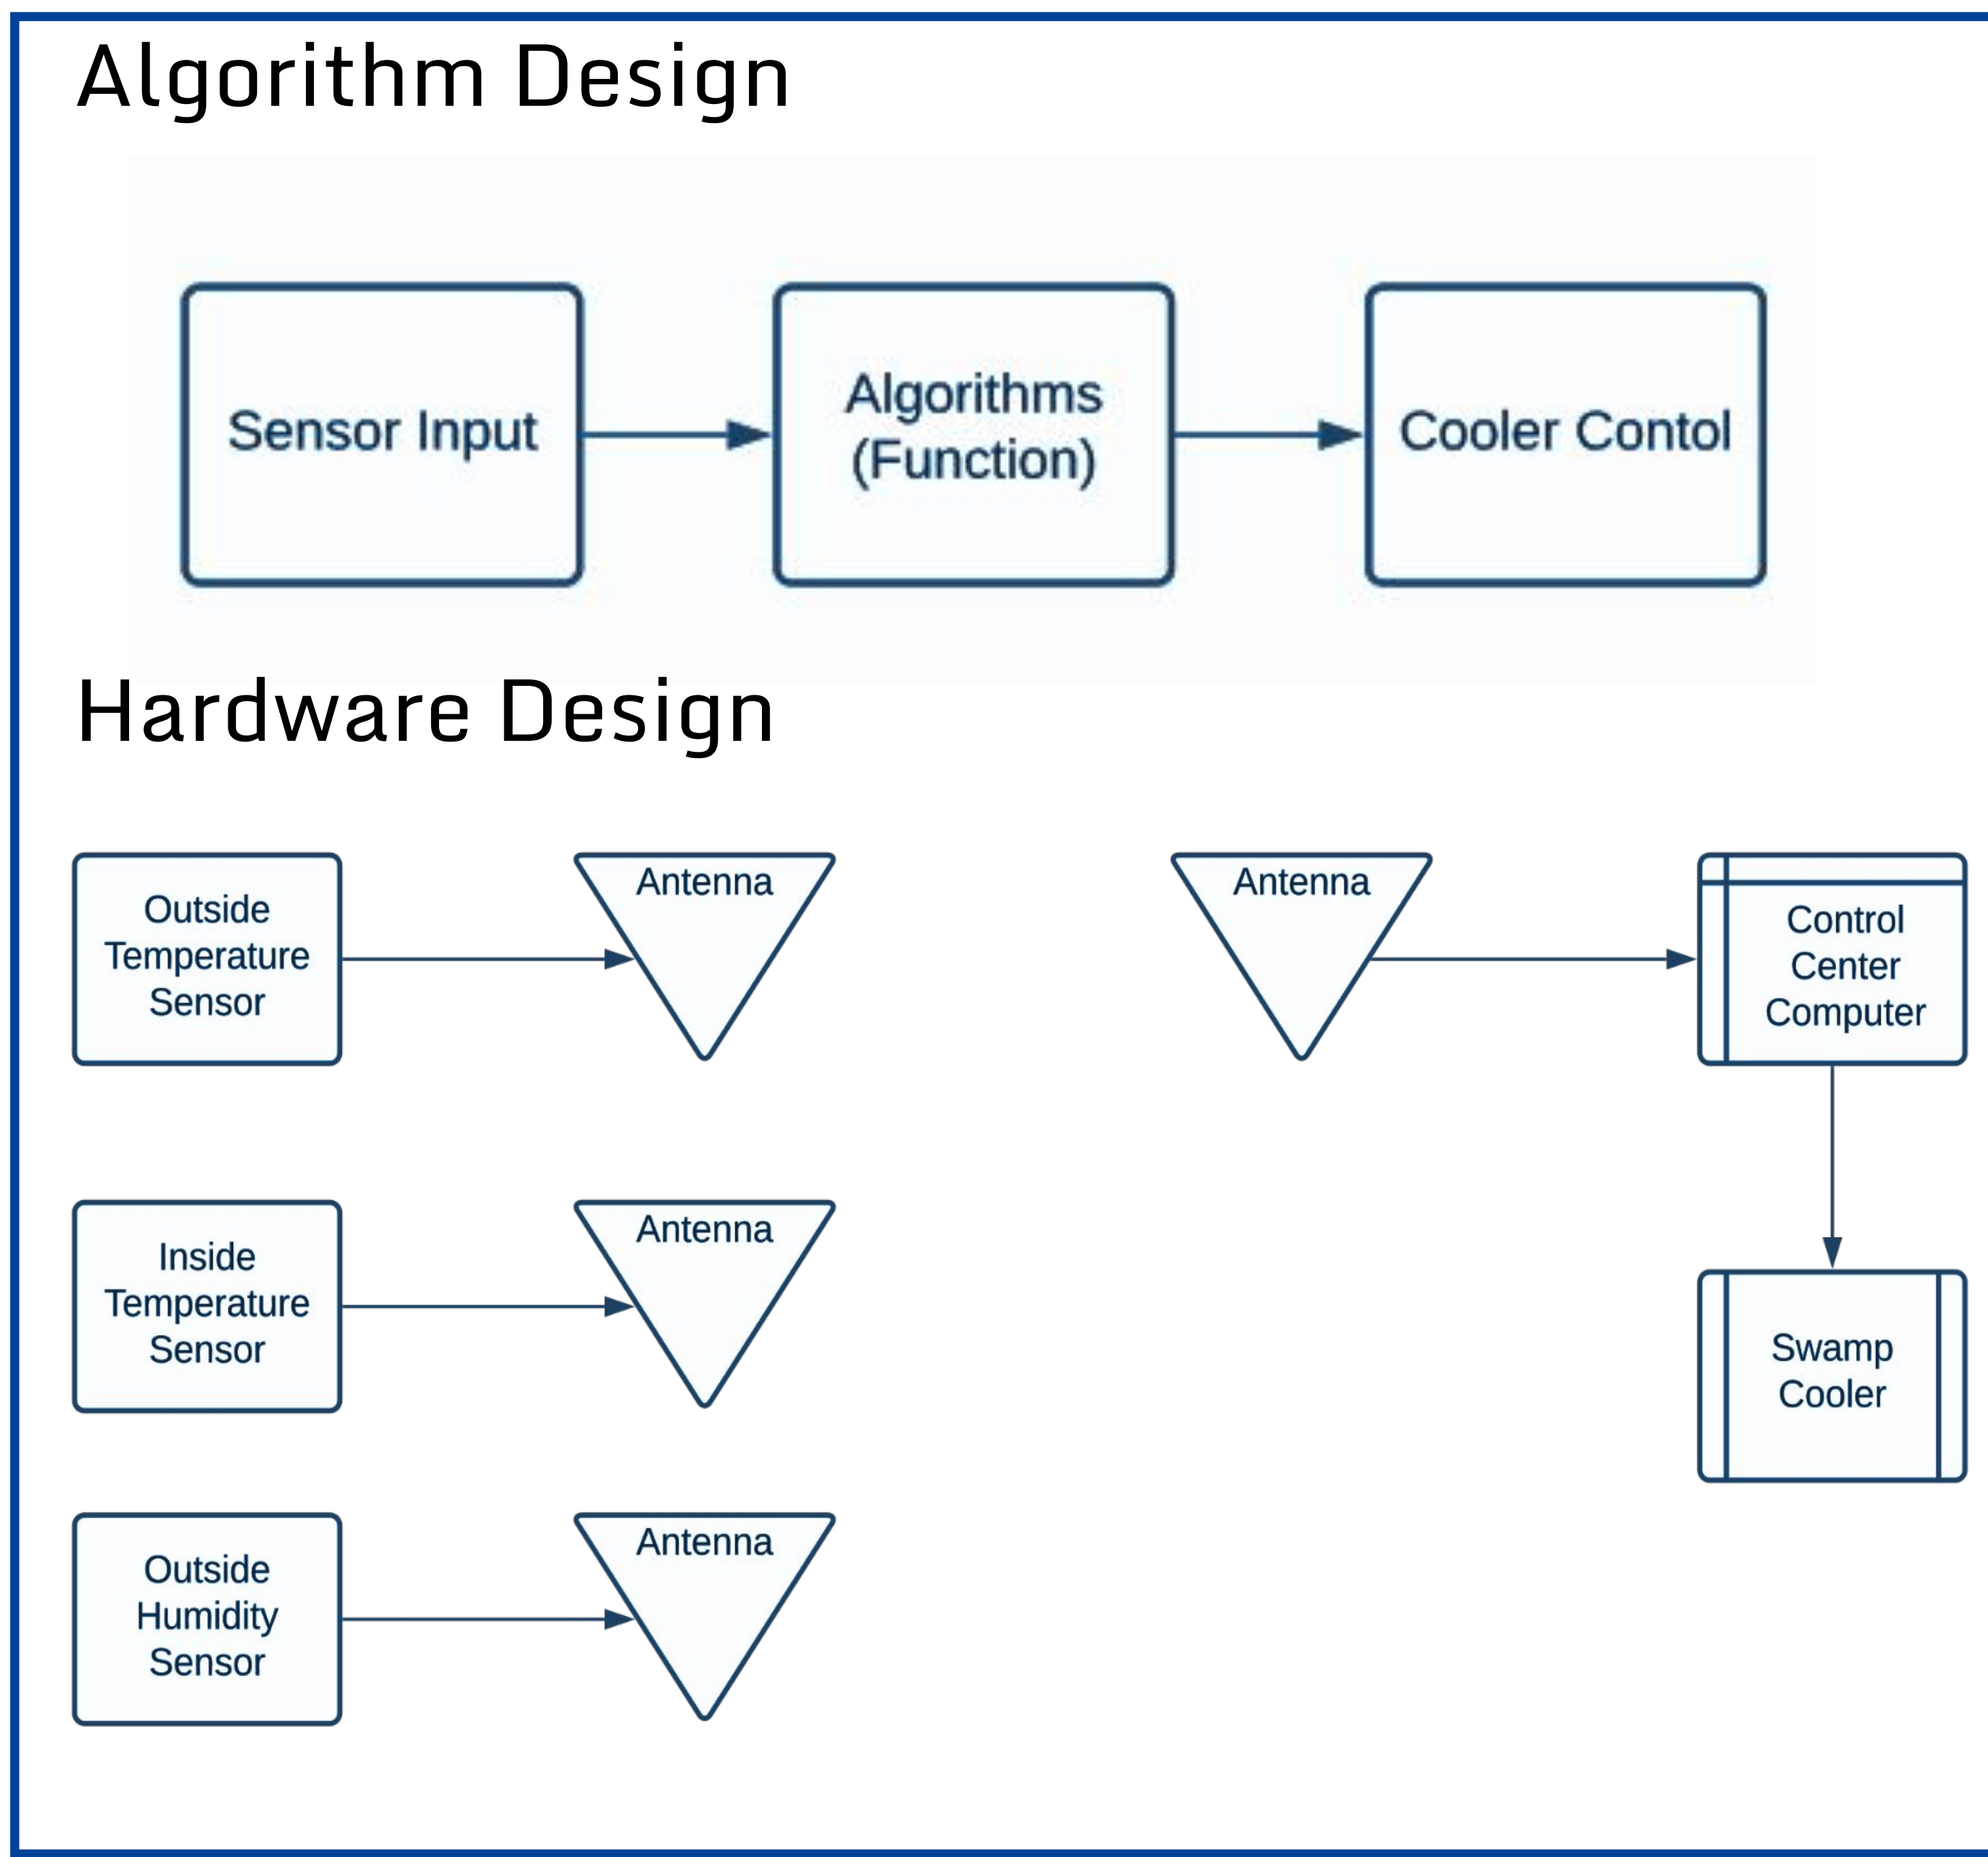 Algorithm Design
Sensor Input
Algorithms
(Function)
Cooler Contol
Hardware Design
Outside
Temperature
Sensor
Antenna
Antenna
Control
Center
Computer
Inside
Temperature
Sensor
Antenna
Swamp
Cooler
Outside
Humidity
Sensor
Antenna